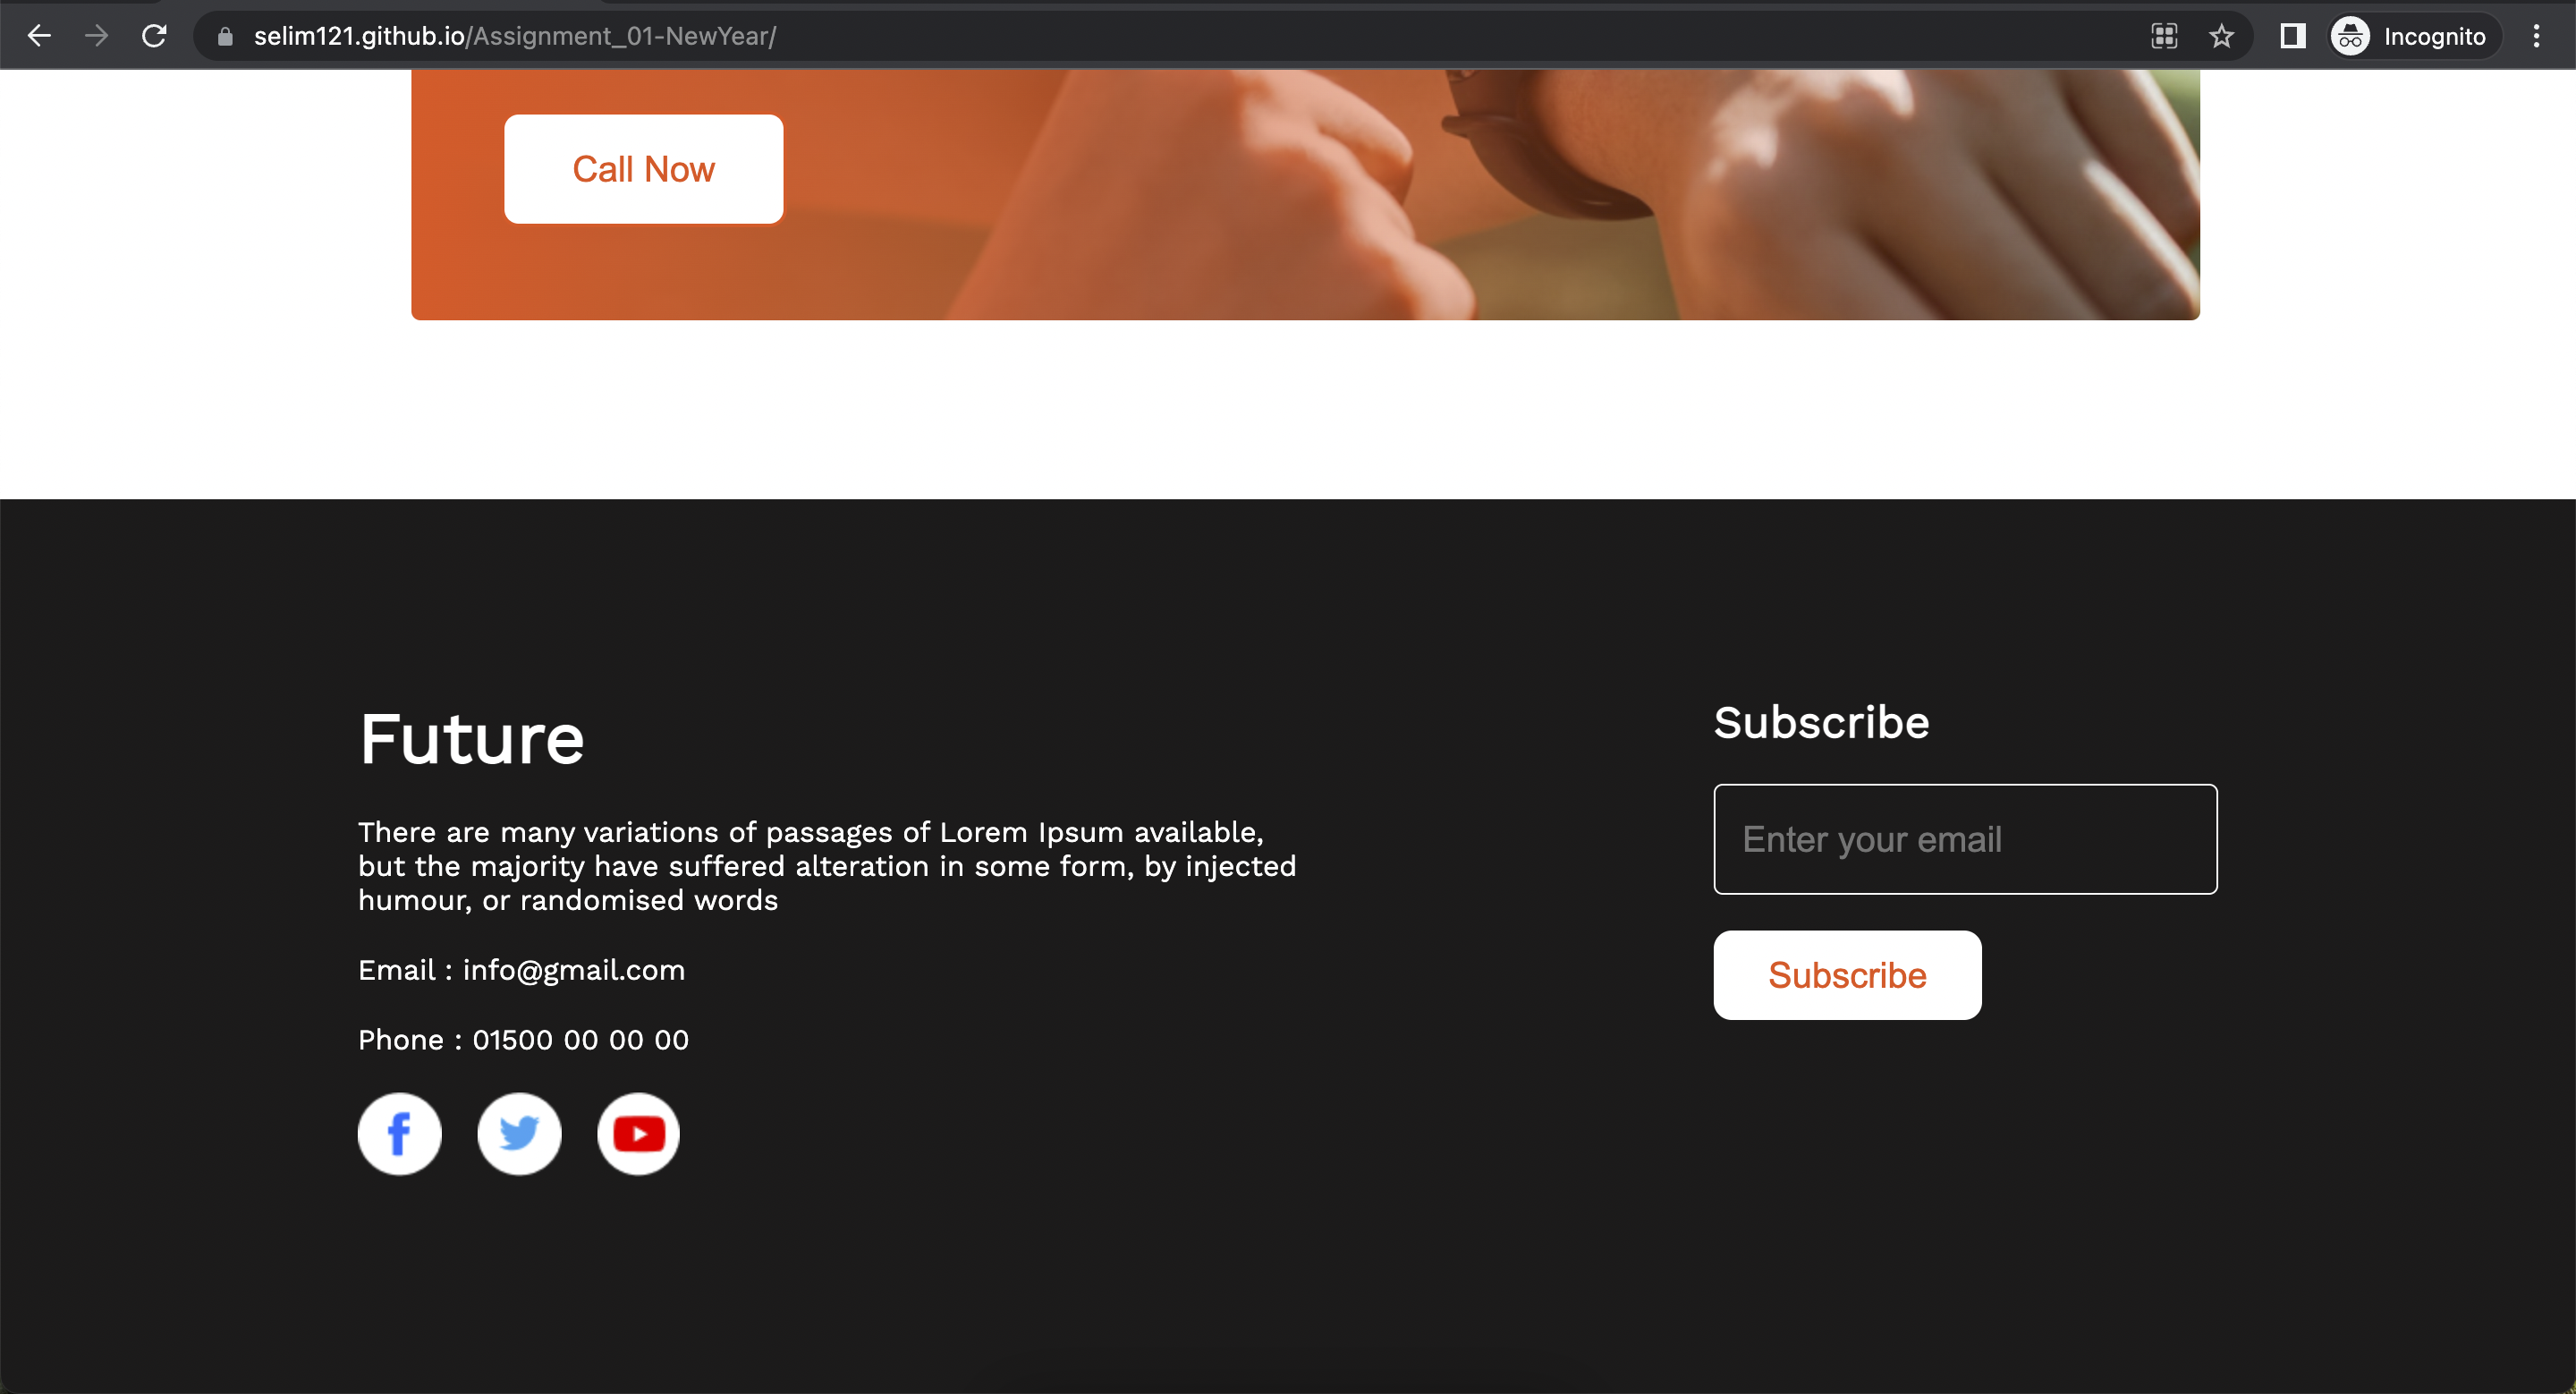 selim121.github.io/Assignment_01-NewYear/
Incognito
Call Now
Future
There are many variations of passages of Lorem Ipsum available,
but the majority have suffered alteration in some form, by injected
humour, or randomised words
Email : info@gmail.com
Phone : 01500 00 00 00
Subscribe
Enter your email
Subscribe